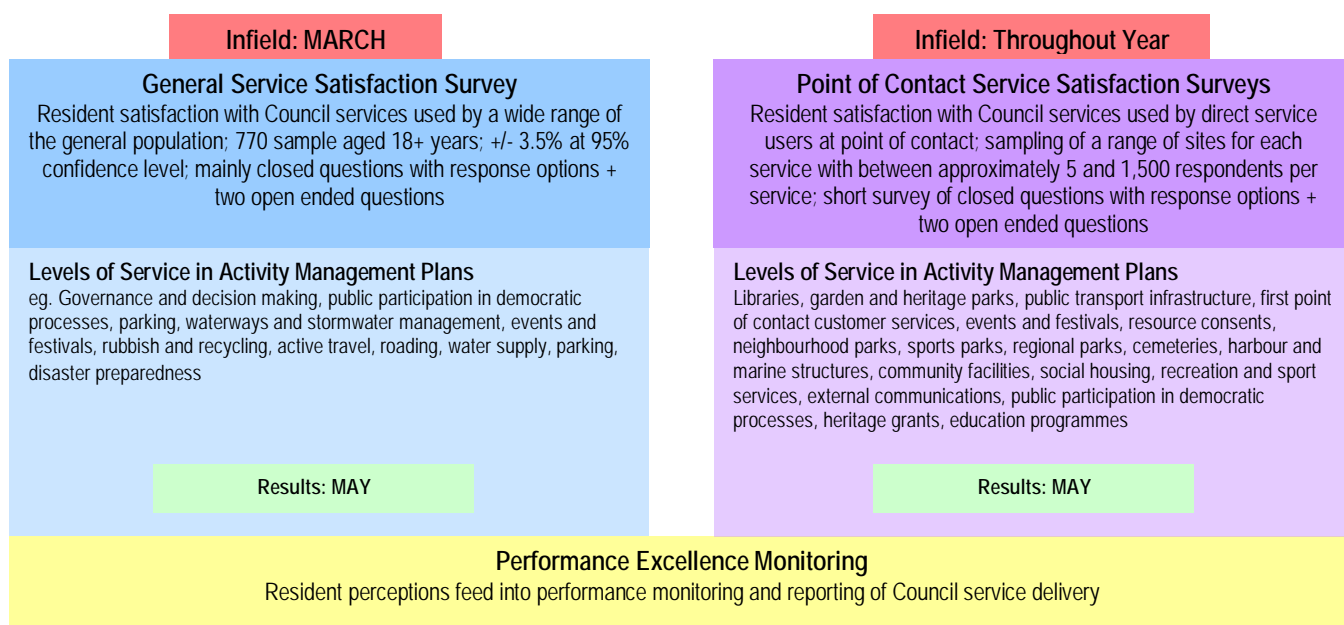 Infield: MARCH
General Service Satisfaction Survey
Resident satisfaction with Council services used by a wide range of
the general population; 770 sample aged 18+ years; +/- 3.5% at 95%
confidence level; mainly closed questions with response options +
two open ended questions
Levels of Service in Activity Management Plans
eg. Governance and decision making, public participation in democratic
processes, parking, waterways and stormwater management, events and
festivals, rubbish and recycling, active travel, roading, water supply, parking,
disaster preparedness
Results: MAY
Infield: Throughout Year
Point of Contact Service Satisfaction Surveys
Resident satisfaction with Council services used by direct service
users at point of contact; sampling of a range of sites for each
service with between approximately 5 and 1,500 respondents per
service; short survey of closed questions with response options +
two open ended questions
Levels of Service in Activity Management Plans
Libraries, garden and heritage parks, public transport infrastructure, first point
of contact customer services, events and festivals, resource consents,
neighbourhood parks, sports parks, regional parks, cemeteries, harbour and
marine structures, community facilities, social housing, recreation and sport
services, external communications, public participation in democratic
processes, heritage grants, education programmes
Results: MAY
Performance Excellence Monitoring
Resident perceptions feed into performance monitoring and reporting of Council service delivery